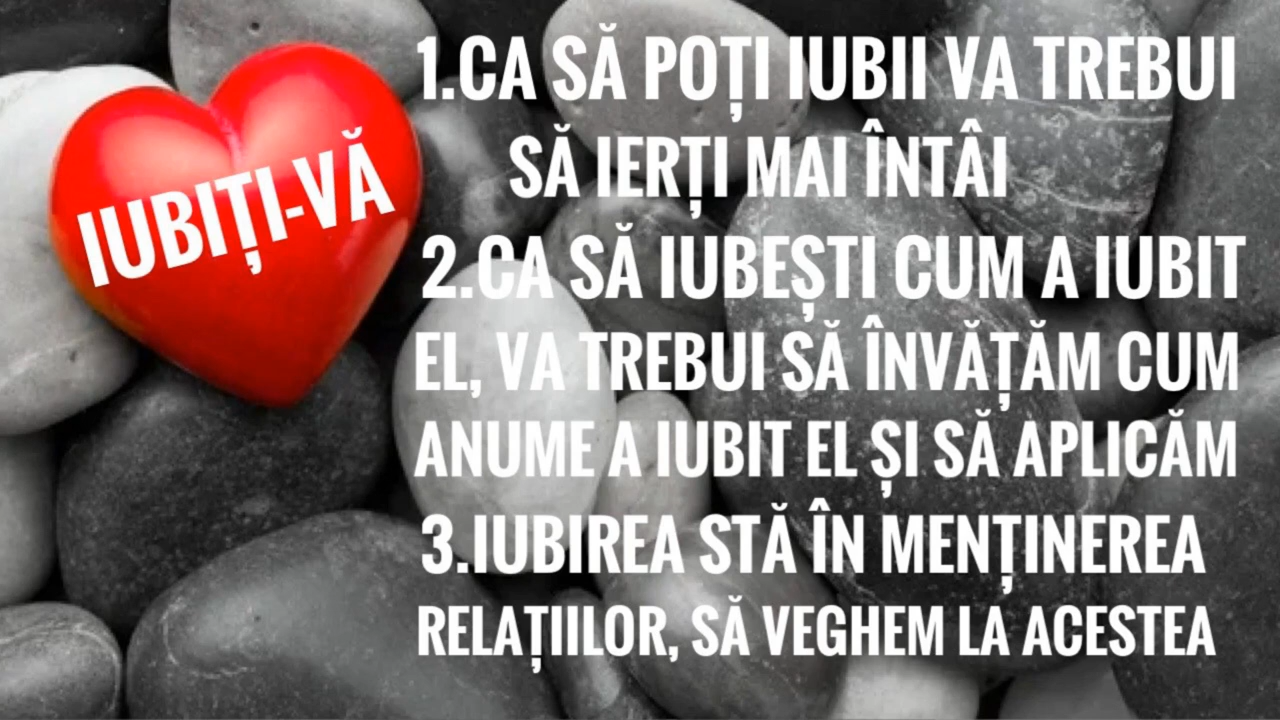 IUBIȚI-VĂ
1.CA SĂ POȚI IUBII VA TREBUI
SĂ IERȚI MAI ÎNTÂI
2.CA SĂ IUBEȘTI CUM A IUBIT
EL, VA TREBUI SĂ ÎNVĂȚĂM CUM
ANUME A IUBIT EL ȘI SĂ APLICĂM
3.IUBIREA STĂ ÎN MENȚINEREA
RELAȚIILOR, SĂ VEGHEM LA ACESTEA